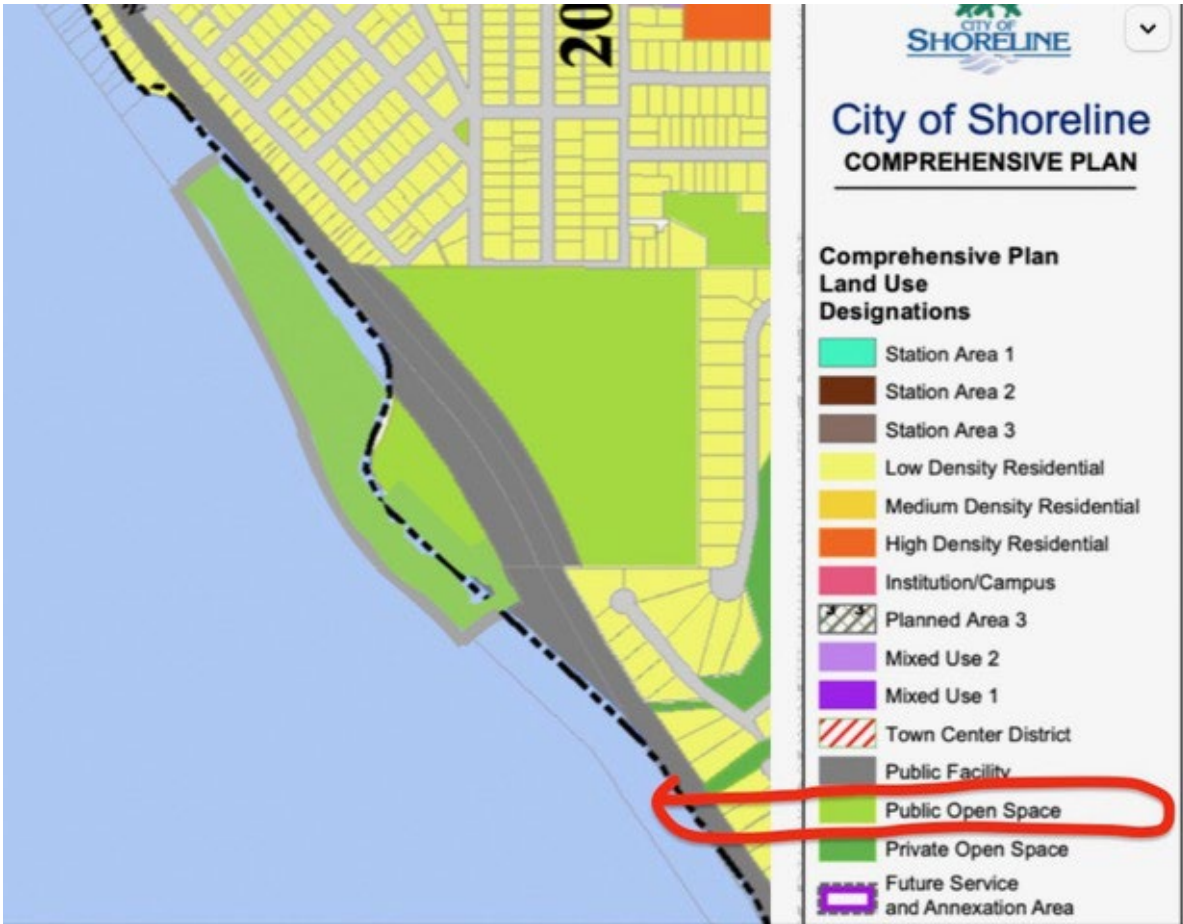 20
CITY OF
SHORELINE
City of Shoreline
COMPREHENSIVE PLAN
Comprehensive Plan
Land Use
Designations
Station Area 1
Station Area 2
Station Area 3
Low Density Residential
Medium Density Residential
High Density Residential
Institution/Campus
Planned Area 3
Mixed Use 2
Mixed Use 1
Town Center District
Public Facility
Public Open Space
Private Open Space
Future Service
and Annexation Area